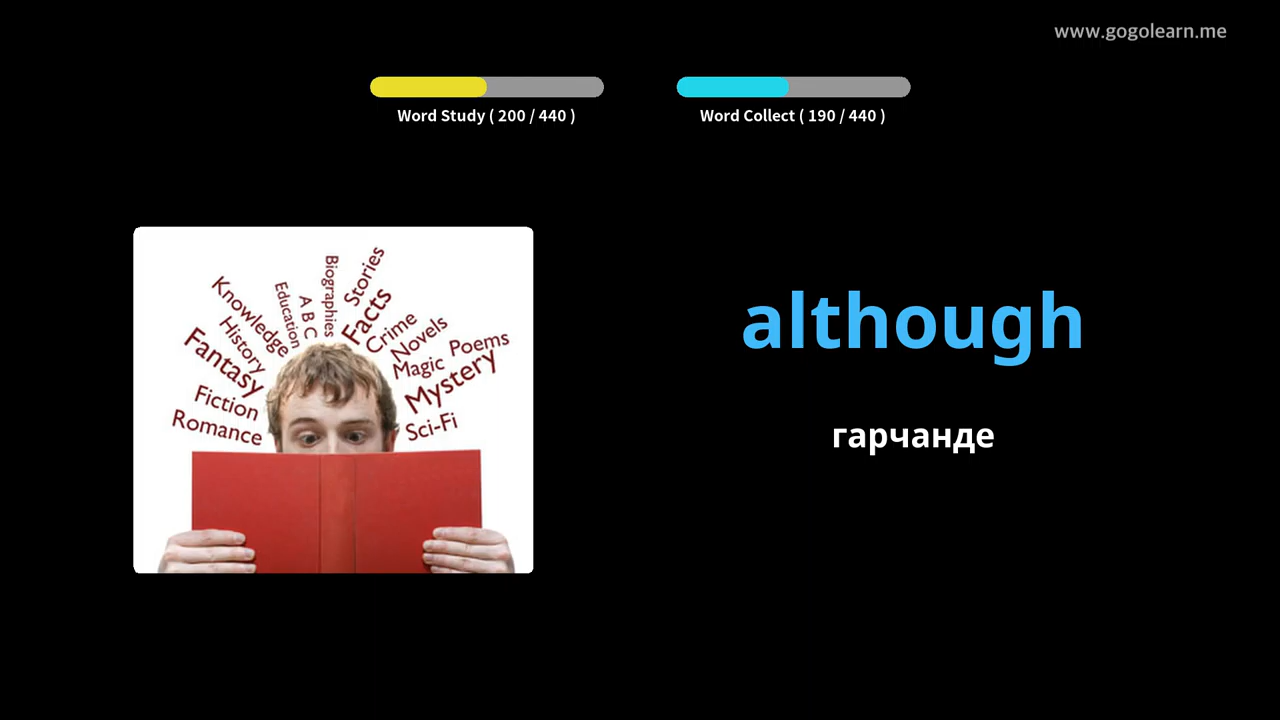 www.gogolearn.me
Word Study ( 200 / 440 )
Word Collect ( 190 / 440 )
Knowledge
History
Fantasy
Fiction
Romance
Education
A B C
Biographies
Stories
Facts
Crime
Novels
Magic
Poems
Mystery
Sci-Fi
although
гарчанде